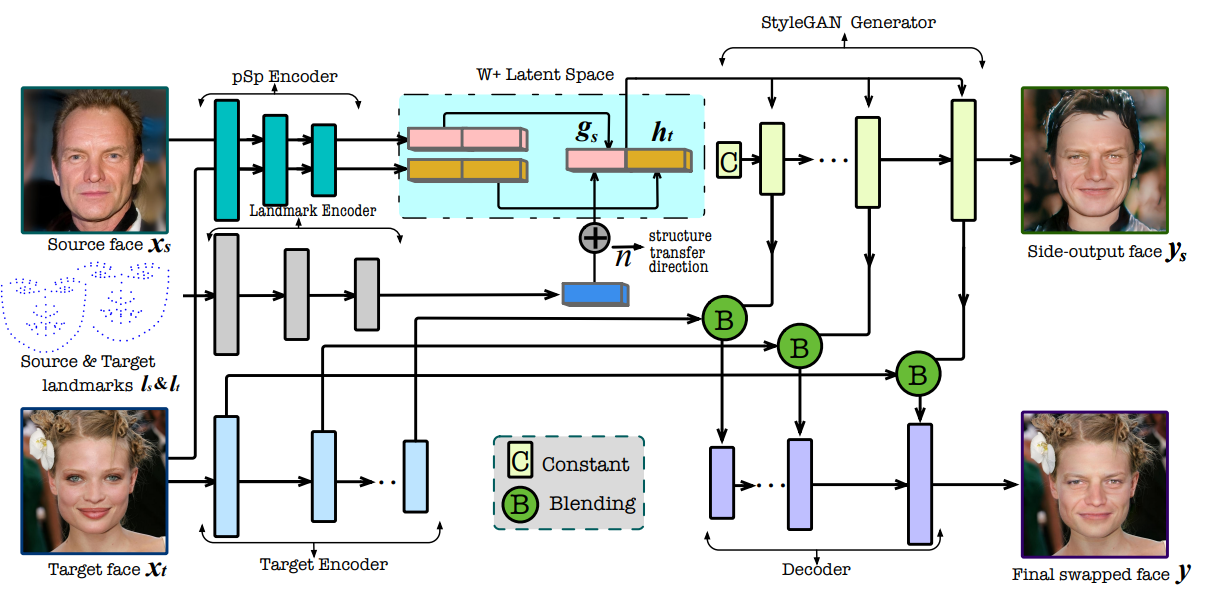 StyleGAN Generator
pSp Encoder
W+ Latent Space
g_s
h_t
C
Landmark Encoder
Source face x_s
n
structure
transfer
direction
Side-output face y_s
B
B
B
Source & Target
landmarks l_s & l_t
C Constant
B Blending
Target Encoder
Decoder
Target face x_t
Final swapped face y